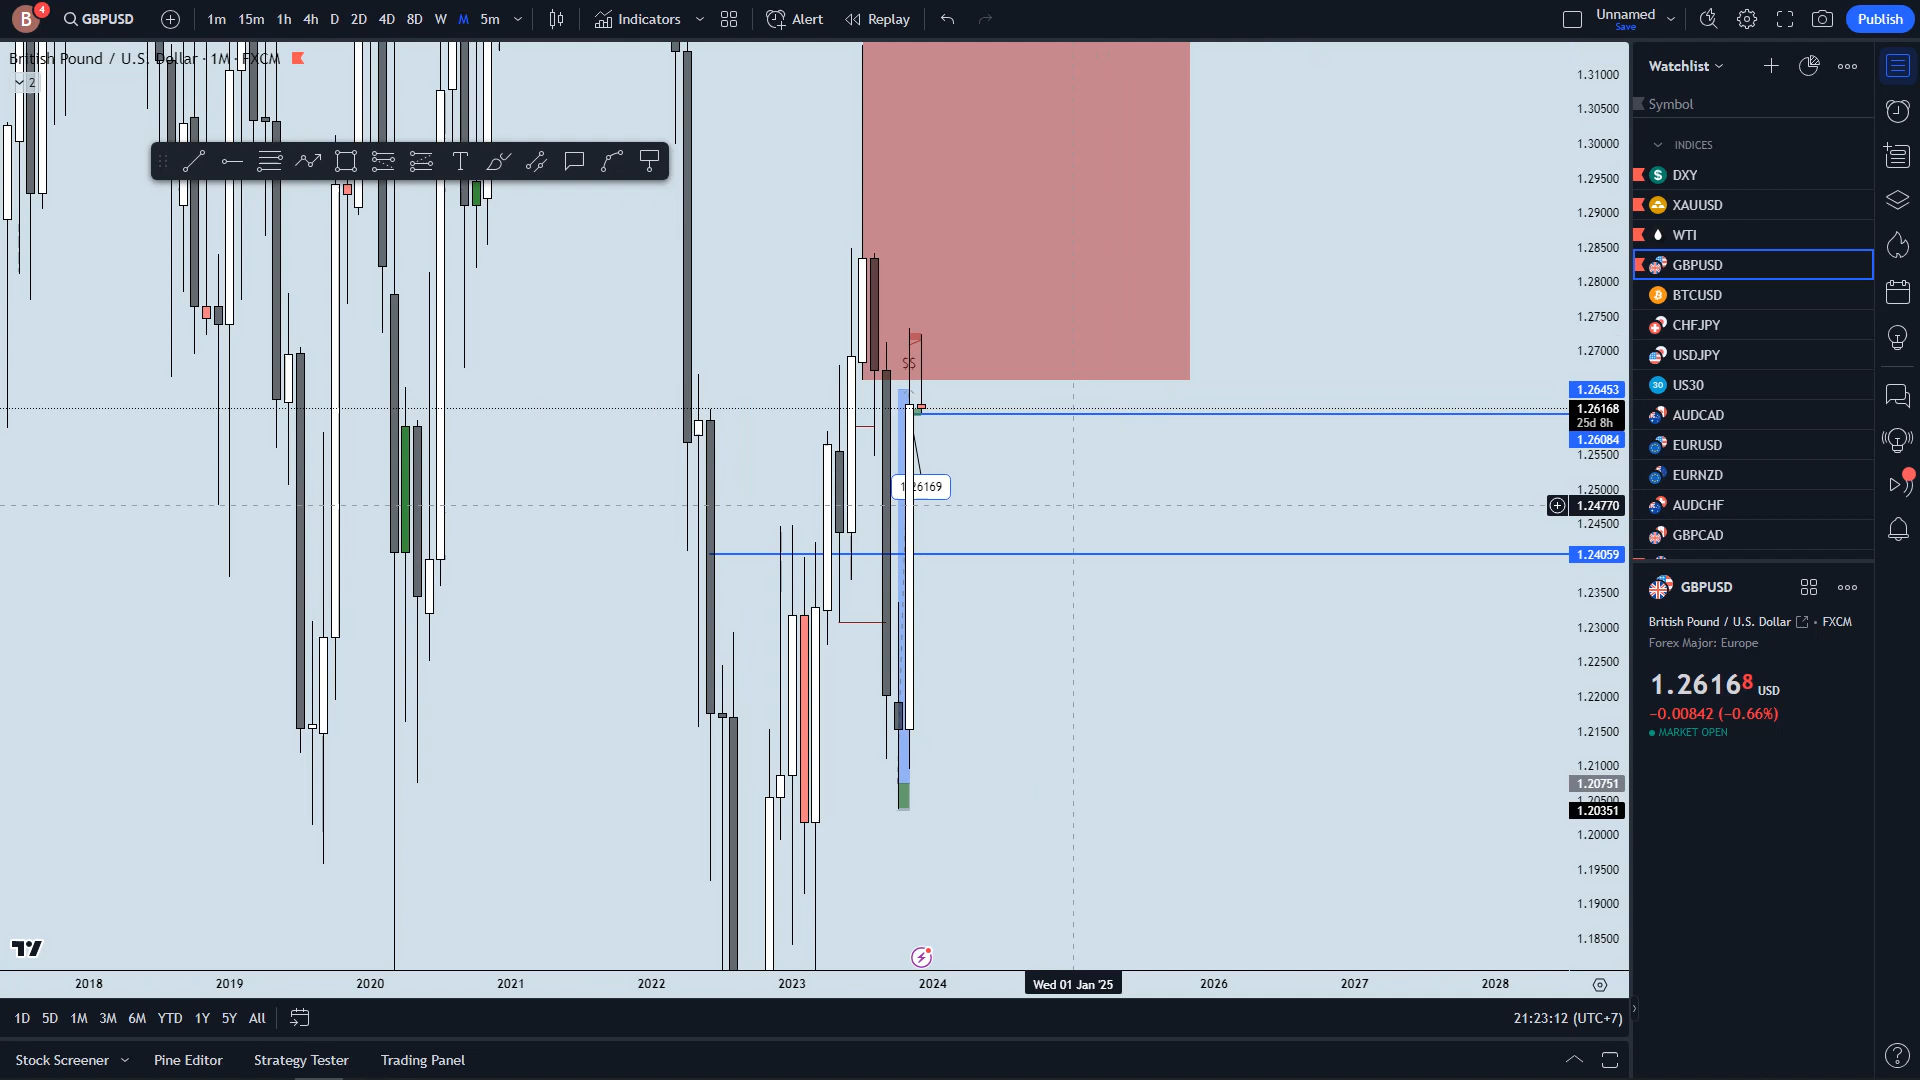 B
4
GBPUSD
1m 15m 1h 4h D 2D 4D 8D W M 5m
Indicators
Alert
Replay
Unnamed
Save
Publish
British Pound / U.S. Dollar · 1M · FXCM
2
$$
1.26169
1.31000
1.30500
1.30000
1.29500
1.29000
1.28500
1.28000
1.27500
1.27000
1.26453
1.26168
25d 8h
1.26084
1.25500
1.25000
1.24770
1.24500
1.24059
1.23500
1.23000
1.22500
1.22000
1.21500
1.21000
1.20751
1.20351
1.20000
1.19500
1.19000
1.18500
2018 2019 2020 2021 2022 2023 2024 Wed 01 Jan '25 2026 2027 2028
1D 5D 1M 3M 6M YTD 1Y 5Y All
21:23:12 (UTC+7)
Stock Screener
Pine Editor
Strategy Tester
Trading Panel
Watchlist
Symbol
INDICES
DXY
XAUUSD
WTI
GBPUSD
BTCUSD
CHFJPY
USDJPY
30 US30
AUDCAD
EURUSD
EURNZD
AUDCHF
GBPCAD
GBPUSD
British Pound / U.S. Dollar · FXCM
Forex Major: Europe
1.26168 USD
−0.00842 (−0.66%)
MARKET OPEN